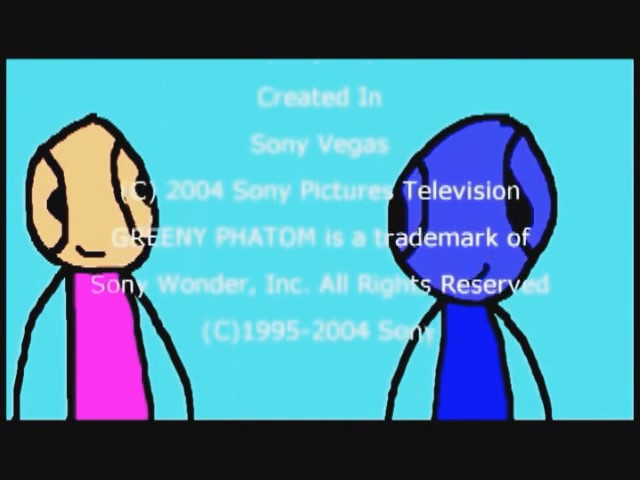 Created In
Sony Vegas
(C) 2004 Sony Pictures Television
GREENY PHATOM is a trademark of
Sony Wonder, Inc. All Rights Reserved
(C)1995-2004 Sony